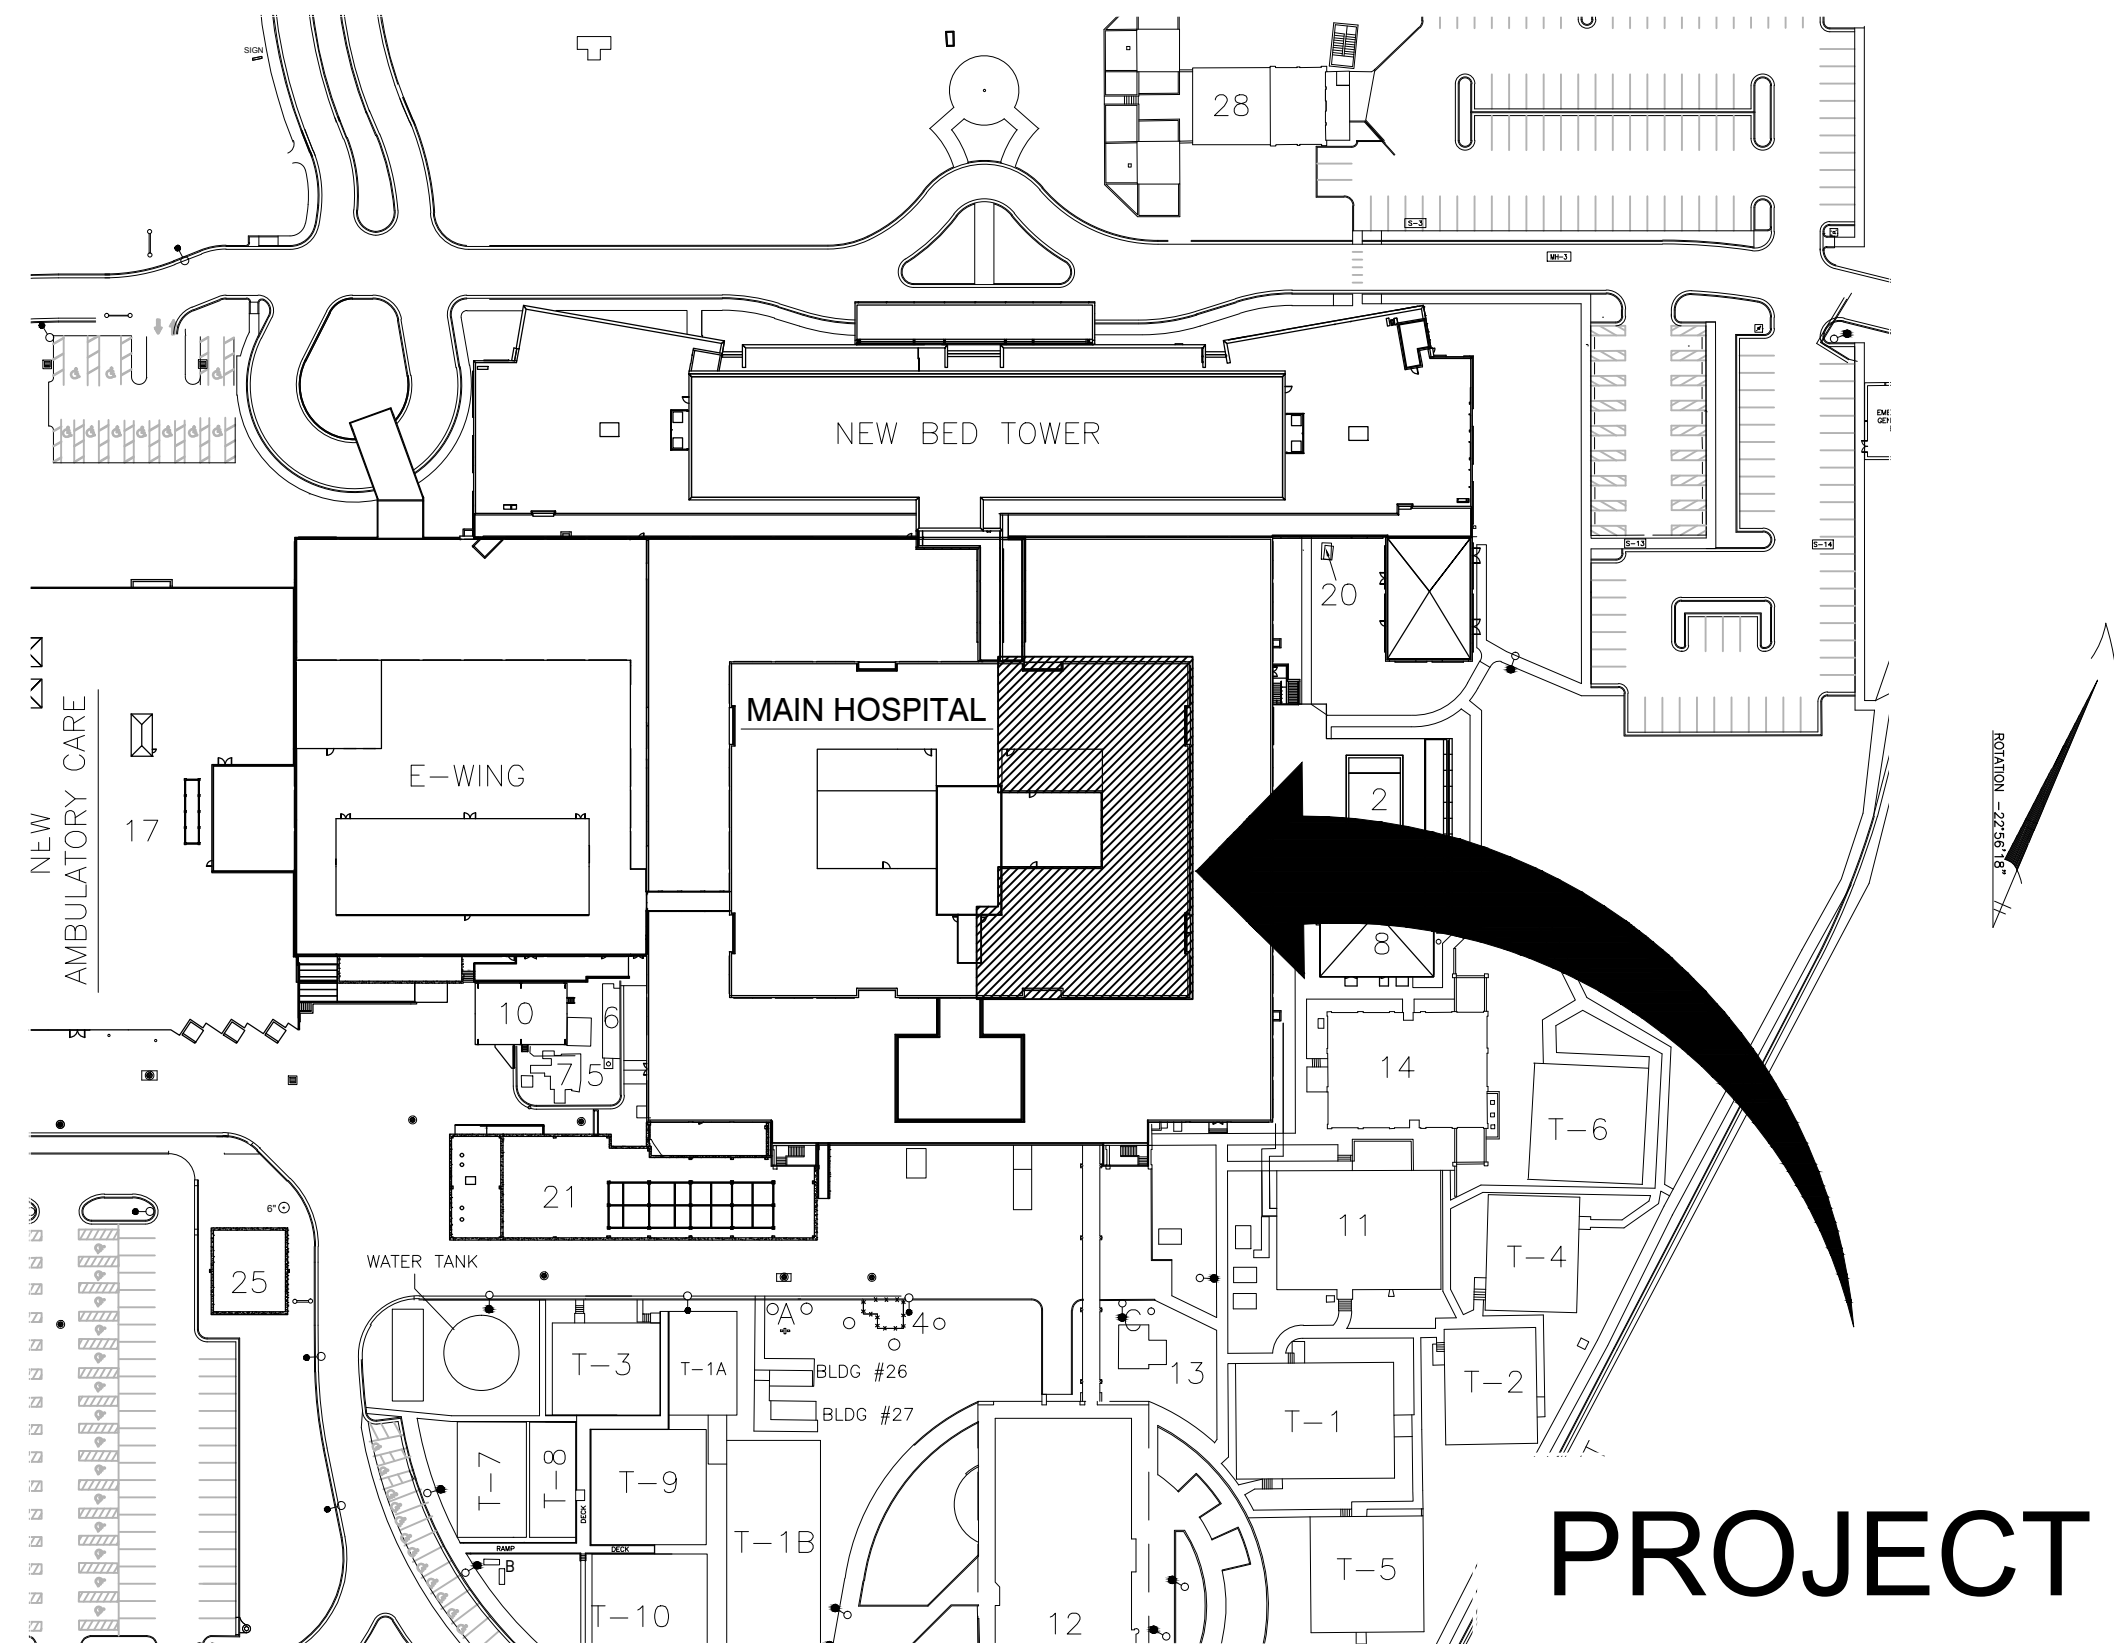 SIGN
28
S-3
MH-3
NEW BED TOWER
S-13
S-14
20
MAIN HOSPITAL
E-WING
NEW
AMBULATORY CARE
17
2
8
ROTATION -22°56'18"
10
6
7
5
14
T-6
21
11
T-4
6"
25
WATER TANK
A
4
C
T-3
T-1A
BLDG #26
BLDG #27
13
T-2
T-1
T-7
T-8
T-9
DECK
RAMP
DECK
B
T-1B
T-10
12
T-5
PROJECT